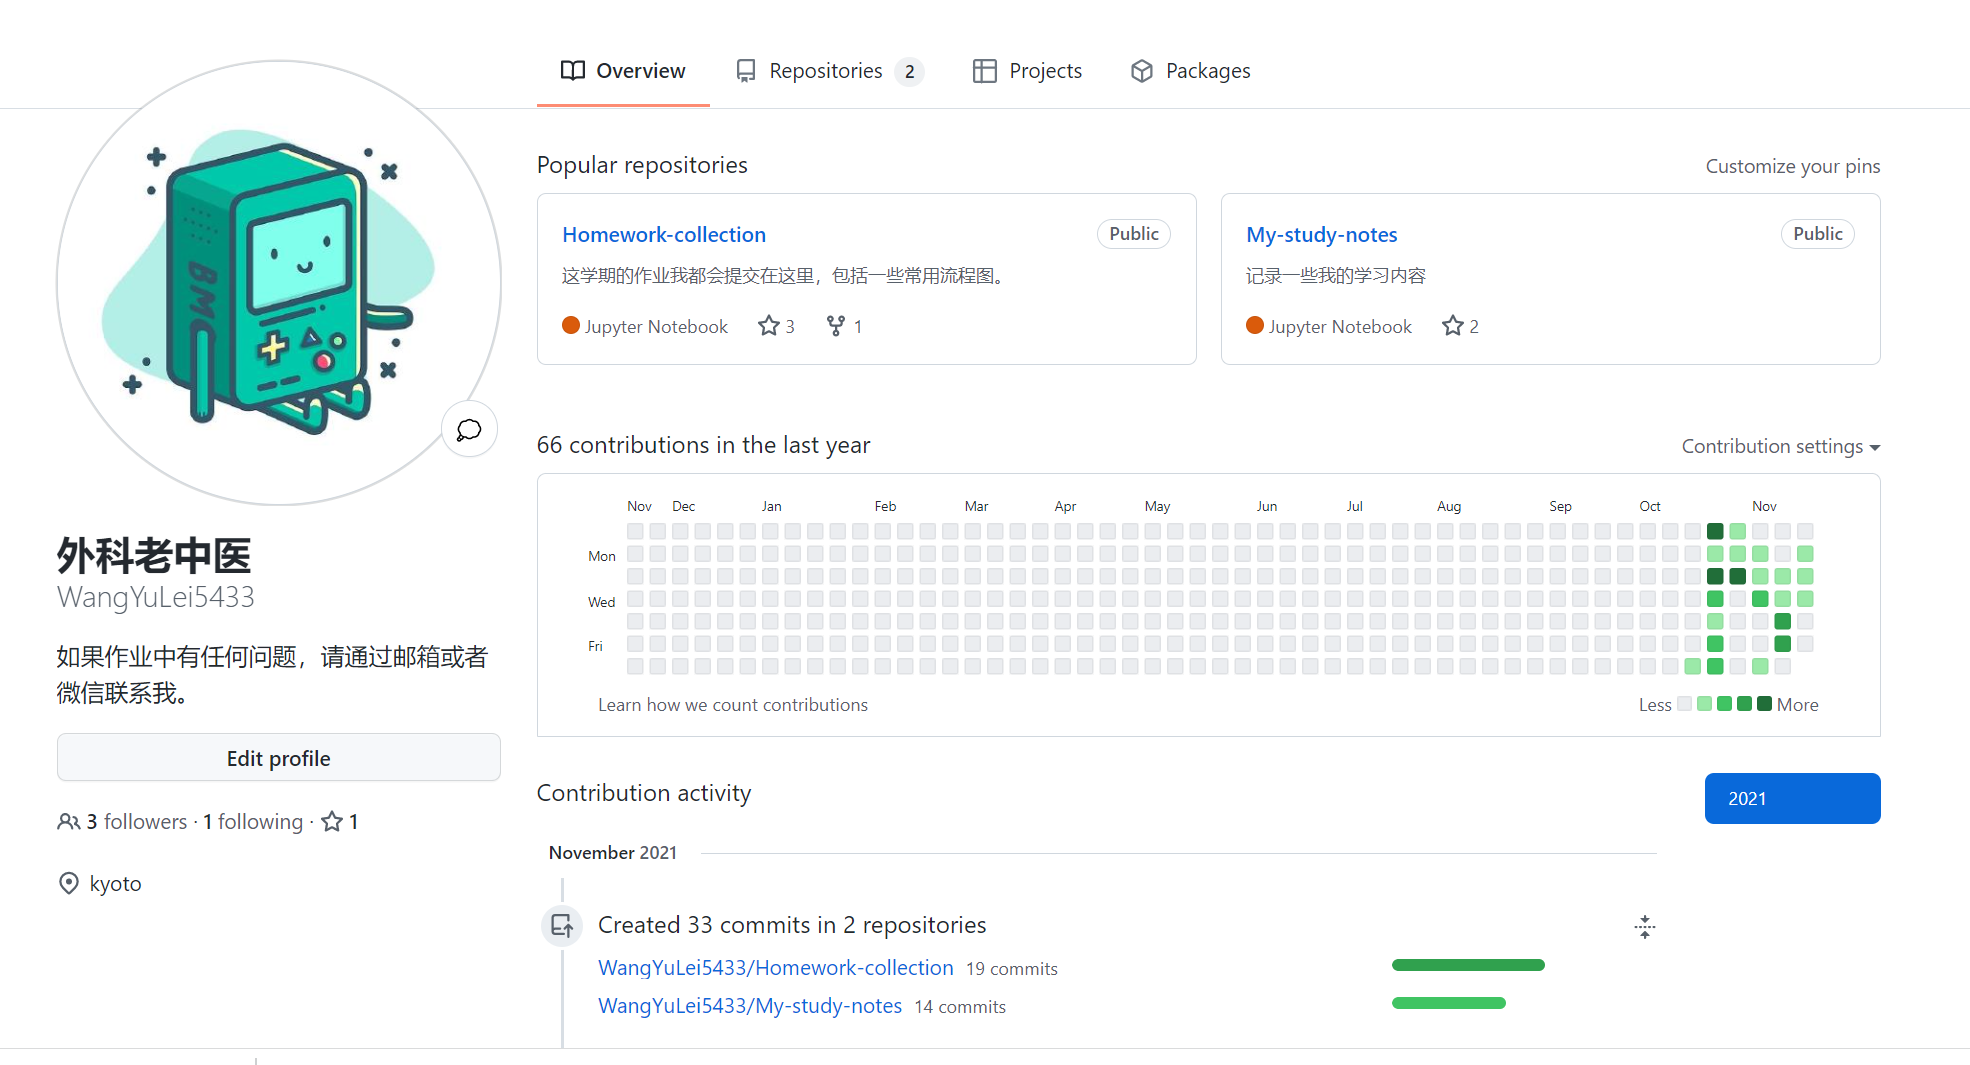 Overview Repositories 2 Projects Packages
BMO
外科老中医
WangYuLei5433
如果作业中有任何问题，请通过邮箱或者
微信联系我。
Edit profile
3 followers · 1 following · 1
kyoto
Popular repositories Customize your pins
Homework-collection Public
这学期的作业我都会提交在这里，包括一些常用流程图。
Jupyter Notebook 3 1
My-study-notes Public
记录一些我的学习内容
Jupyter Notebook 2
66 contributions in the last year Contribution settings
Nov Dec Jan Feb Mar Apr May Jun Jul Aug Sep Oct Nov
Mon
Wed
Fri
Learn how we count contributions Less More
Contribution activity 2021
November 2021
Created 33 commits in 2 repositories
WangYuLei5433/Homework-collection 19 commits
WangYuLei5433/My-study-notes 14 commits